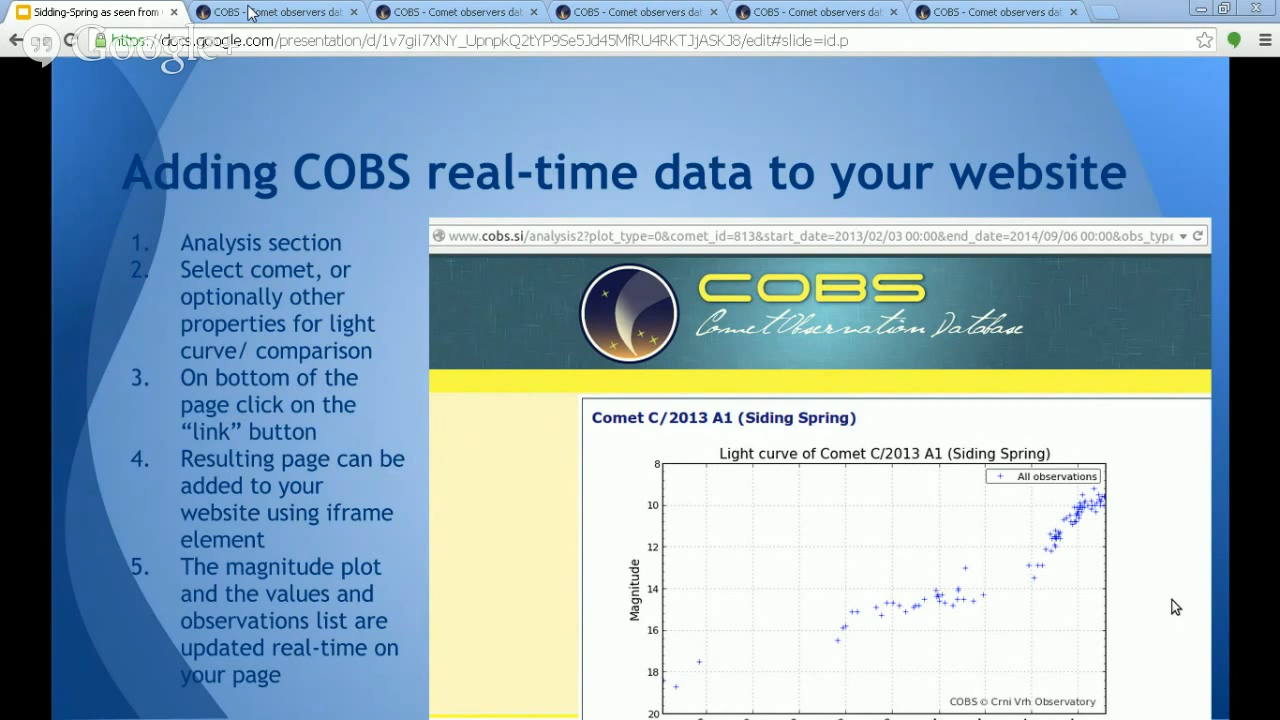 Sidding-Spring as seen from
COBS - Comet observers dat
COBS - Comet observers dat
COBS - Comet observers dat
COBS - Comet observers dat
COBS - Comet observers dat
Google+
https://docs.google.com/presentation/d/1v7gii7XNY_UpnpkQ2tYP9Se5Jd45MfRU4RKTJjASKJ8/edit#slide=id.p
Adding COBS real-time data to your website
1. Analysis section
2. Select comet, or
optionally other
properties for light
curve/ comparison
3. On bottom of the
page click on the
“link” button
4. Resulting page can be
added to your
website using iframe
element
5. The magnitude plot
and the values and
observations list are
updated real-time on
your page
www.cobs.si/analysis2?plot_type=0&comet_id=813&start_date=2013/02/03 00:00&end_date=2014/09/06 00:00&obs_type
COBS
Comet Observation Database
Comet C/2013 A1 (Siding Spring)
Light curve of Comet C/2013 A1 (Siding Spring)
All observations
8
10
12
14
16
18
20
Magnitude
COBS © Crni Vrh Observatory